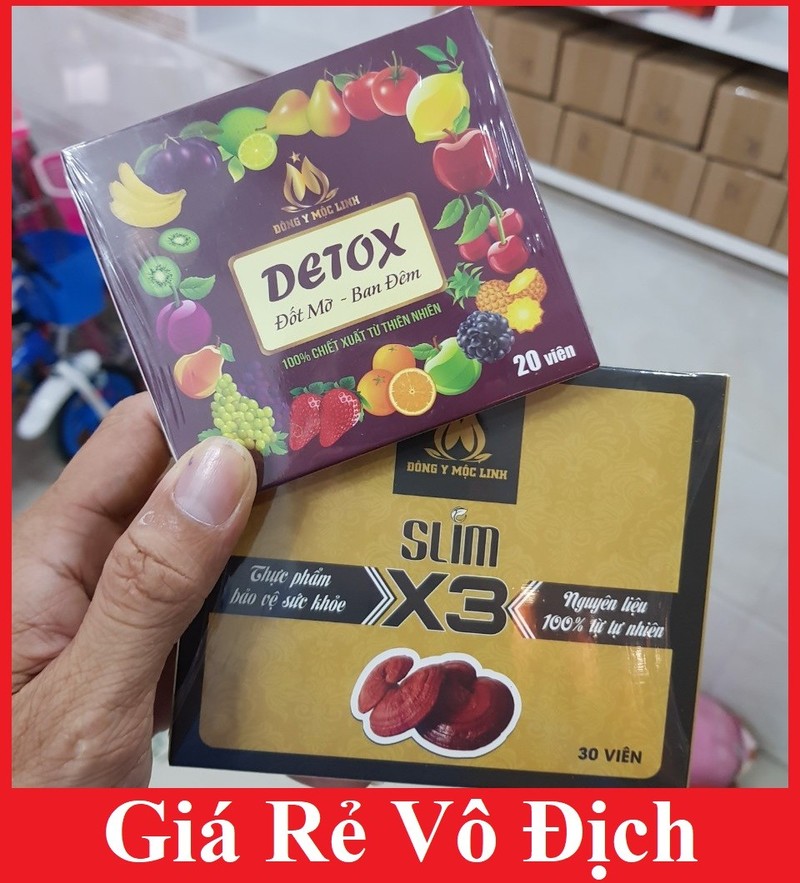 ĐÔNG Y MỘC LINH
DETOX
Đốt Mỡ - Ban Đêm
100% CHIẾT XUẤT TỪ THIÊN NHIÊN
20 viên
ĐÔNG Y MỘC LINH
SLIM
X3
Thực phẩm
bảo vệ sức khỏe
Nguyên liệu
100% từ tự nhiên
30 VIÊN
Giá Rẻ Vô Địch